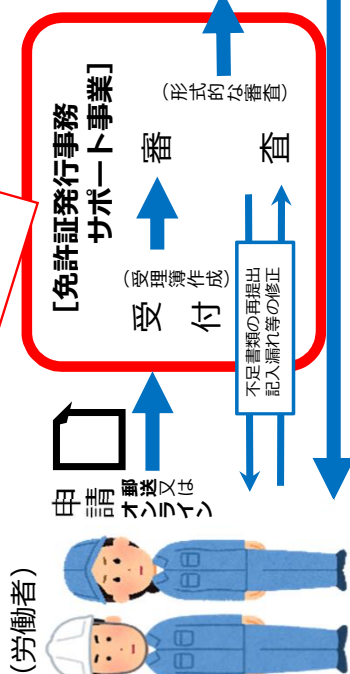 (労働者)
申請
郵送又は
オンライン
[免許証発行事務
サポート事業]
受付
(受理簿作成)
審査
(形式的な審査)
不足書類の再提出
記入漏れ等の修正